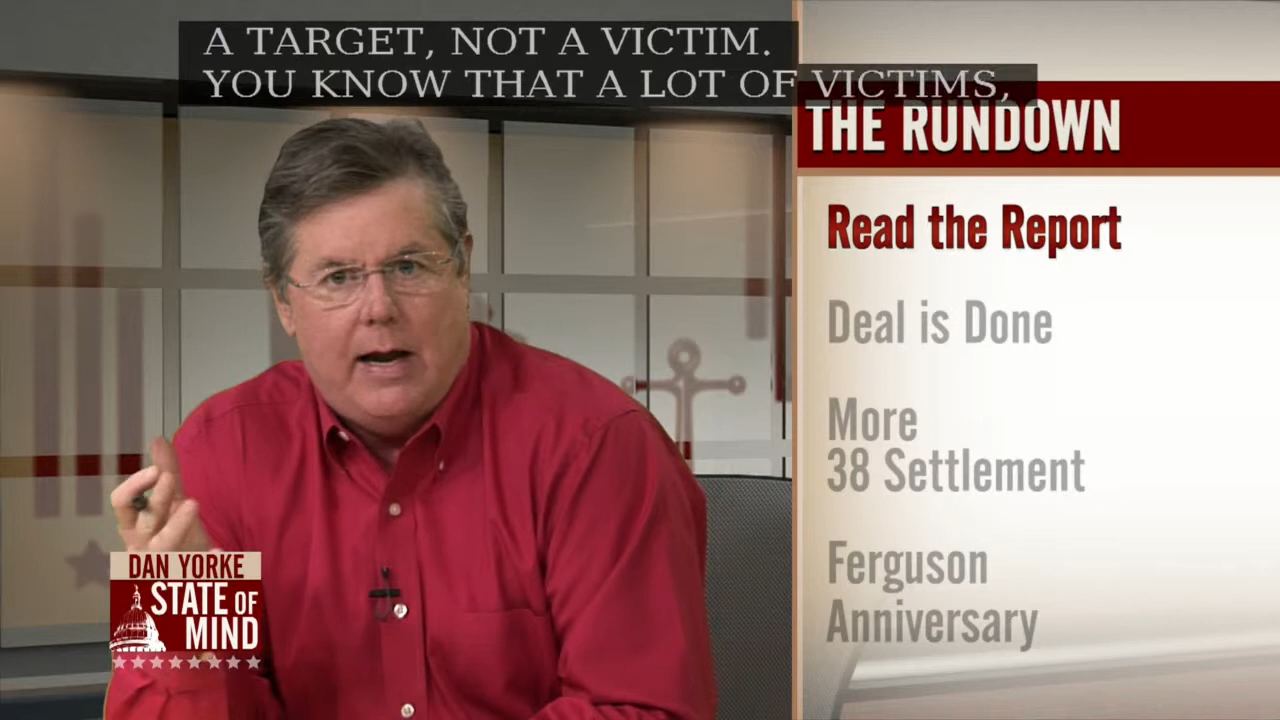 A TARGET, NOT A VICTIM.
YOU KNOW THAT A LOT OF VICTIMS,
THE RUNDOWN
Read the Report
Deal is Done
More
38 Settlement
Ferguson
Anniversary
DAN YORKE
STATE OF
MIND